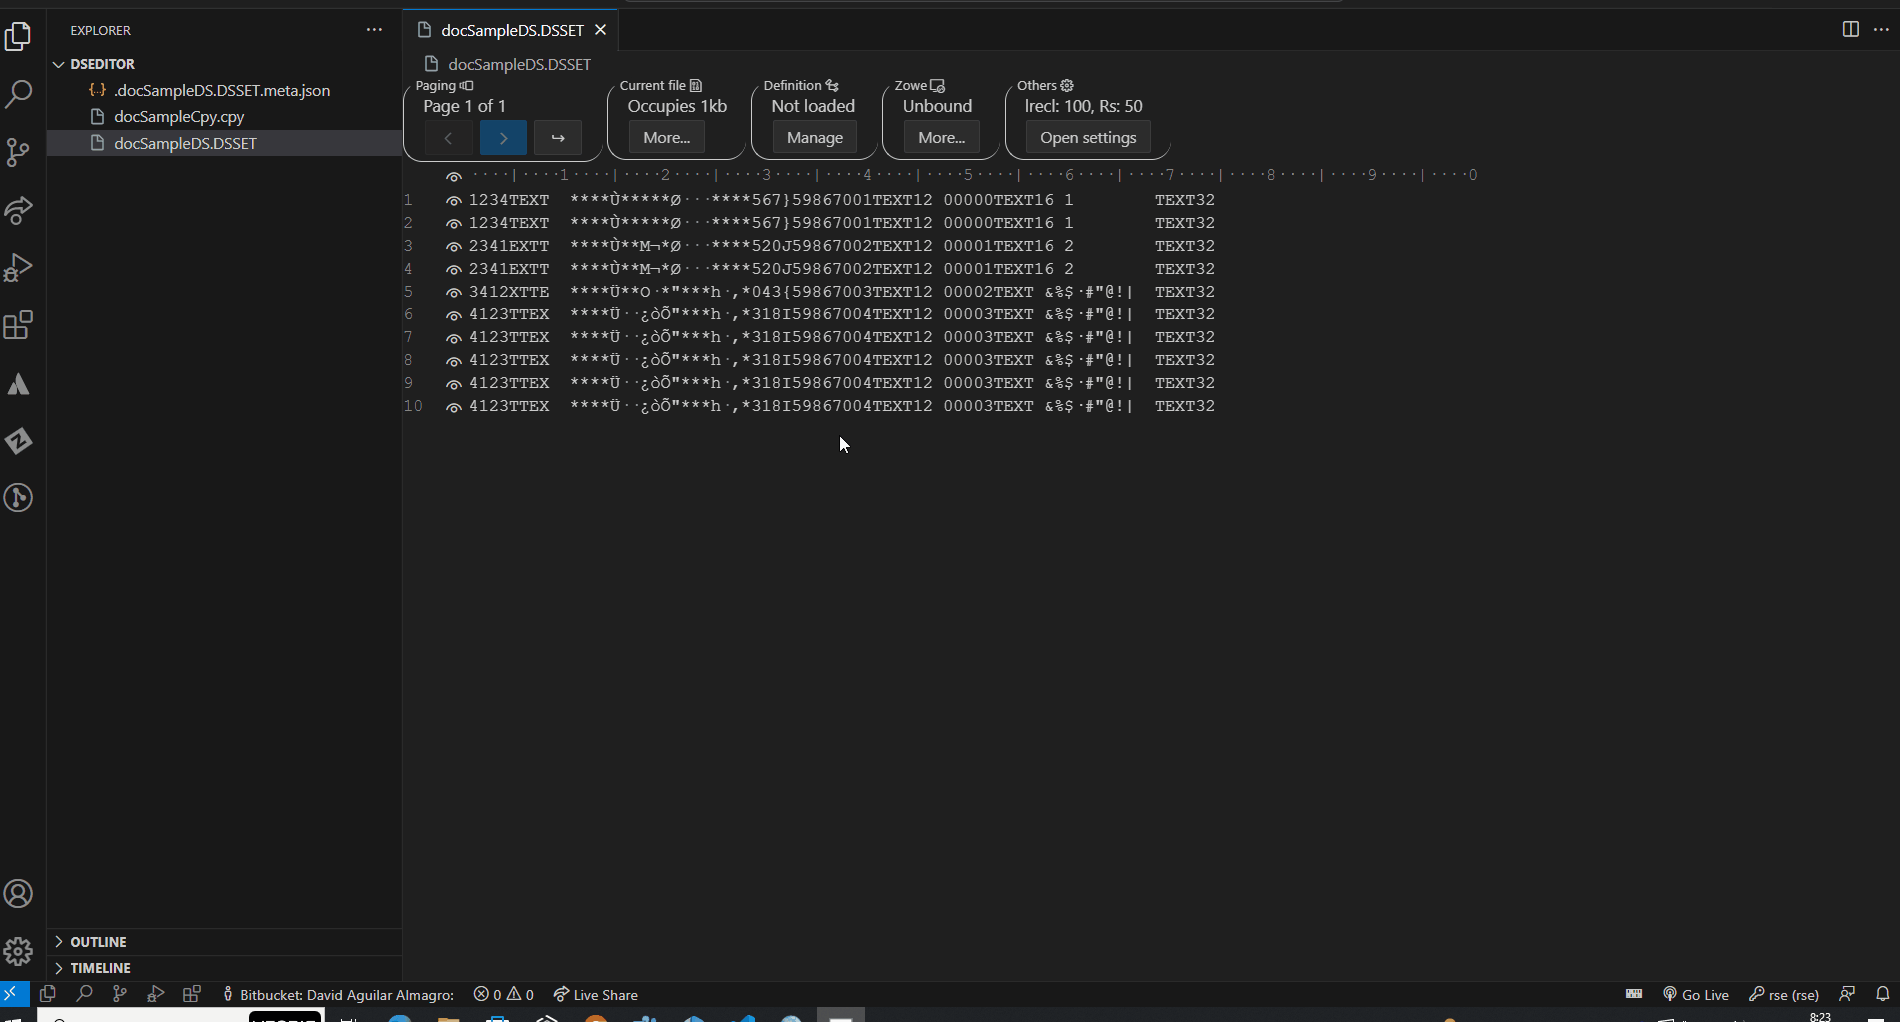 EXPLORER
docSampleDS.DSSET
DSEDITOR
docSampleDS.DSSET
Paging
Current file
Definition
Zowe
Others
.docSampleDS.DSSET.meta.json
Page 1 of 1
Occupies 1kb
Not loaded
Unbound
lrecl: 100, Rs: 50
docSampleCpy.cpy
More...
Manage
More...
Open settings
docSampleDS.DSSET
····|····1····|····2····|····3····|····4····|····5····|····6····|····7····|····8····|····9····|····0
1 1234TEXT  ****Ù*****Ø···****567}59867001TEXT12 00000TEXT16 1        TEXT32
2 1234TEXT  ****Ù*****Ø···****567}59867001TEXT12 00000TEXT16 1        TEXT32
3 2341EXTT  ****Ù**M¬*Ø···****520J59867002TEXT12 00001TEXT16 2        TEXT32
4 2341EXTT  ****Ù**M¬*Ø···****520J59867002TEXT12 00001TEXT16 2        TEXT32
5 3412XTTE  ****Ü**O·*"***h·,*043{59867003TEXT12 00002TEXT &%$·#"@!|  TEXT32
6 4123TTEX  ****Ü··¿òÕ"***h·,*318I59867004TEXT12 00003TEXT &%$·#"@!|  TEXT32
7 4123TTEX  ****Ü··¿òÕ"***h·,*318I59867004TEXT12 00003TEXT &%$·#"@!|  TEXT32
8 4123TTEX  ****Ü··¿òÕ"***h·,*318I59867004TEXT12 00003TEXT &%$·#"@!|  TEXT32
9 4123TTEX  ****Ü··¿òÕ"***h·,*318I59867004TEXT12 00003TEXT &%$·#"@!|  TEXT32
10 4123TTEX  ****Ü··¿òÕ"***h·,*318I59867004TEXT12 00003TEXT &%$·#"@!|  TEXT32
OUTLINE
TIMELINE
Bitbucket: David Aguilar Almagro:
0
0
Live Share
Go Live
rse (rse)
8:23